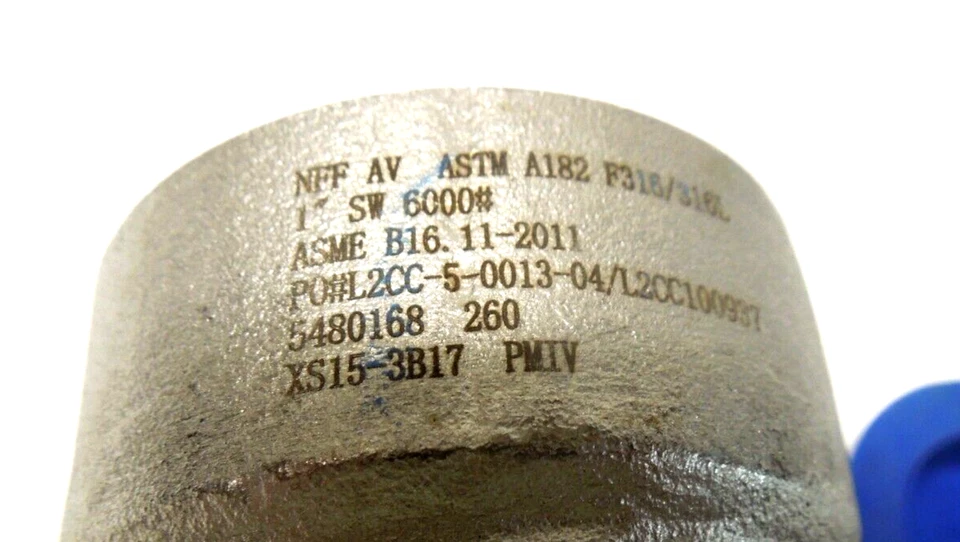 NFF AV ASTM A182 F316/316L
1" SW 6000#
ASME B16.11-2011
PO#L2CC-5-0013-04/L2CC100937
5480168 260
XS15-3B17 PMIV